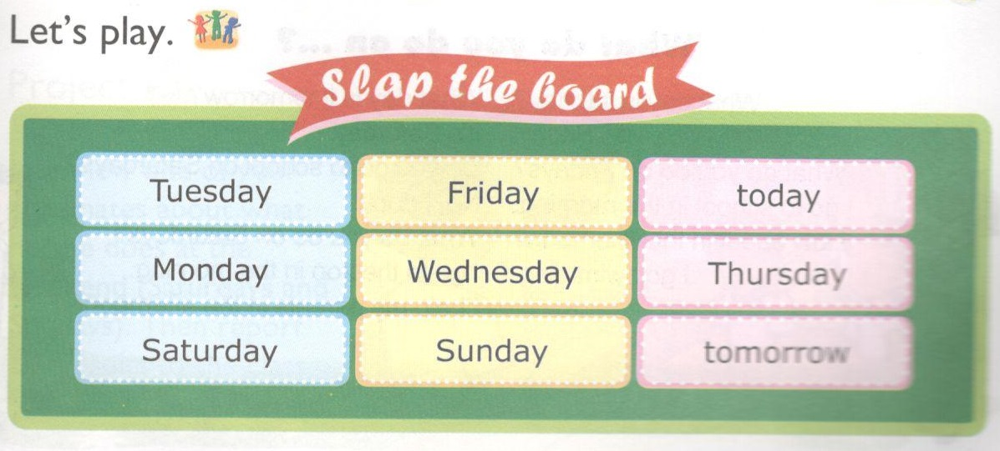 Let's play.
Slap the board
Tuesday Friday today
Monday Wednesday Thursday
Saturday Sunday tomorrow